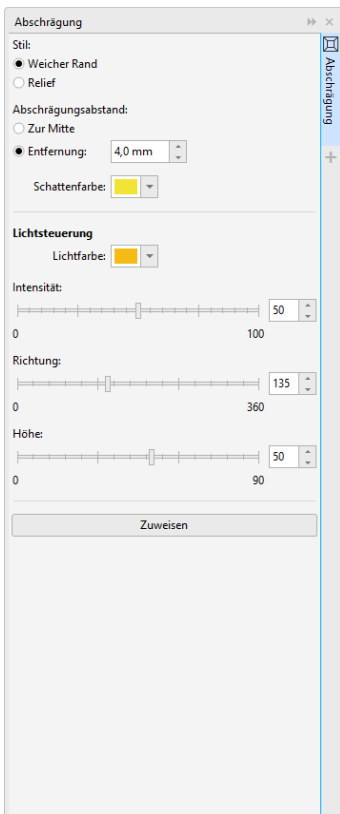 Abschrägung
Stil:
Weicher Rand
Relief
Abschrägungsabstand:
Zur Mitte
Entfernung: 4,0 mm
Schattenfarbe:
Lichtsteuerung
Lichtfarbe:
Intensität:
50
0 100
Richtung:
135
0 360
Höhe:
50
0 90
Zuweisen
Abschrägung